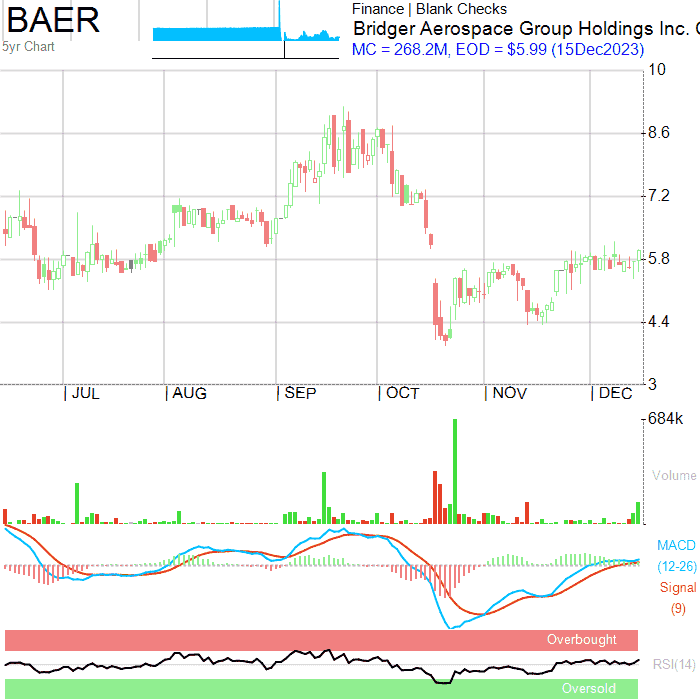 BAER
5yr Chart
Finance | Blank Checks
Bridger Aerospace Group Holdings Inc. C
MC = 268.2M, EOD = $5.99 (15Dec2023)
10
8.6
7.2
5.8
4.4
3
| JUL | AUG | SEP | OCT | NOV | DEC
684k
Volume
MACD
(12-26)
Signal
(9)
Overbought
RSI(14)
Oversold